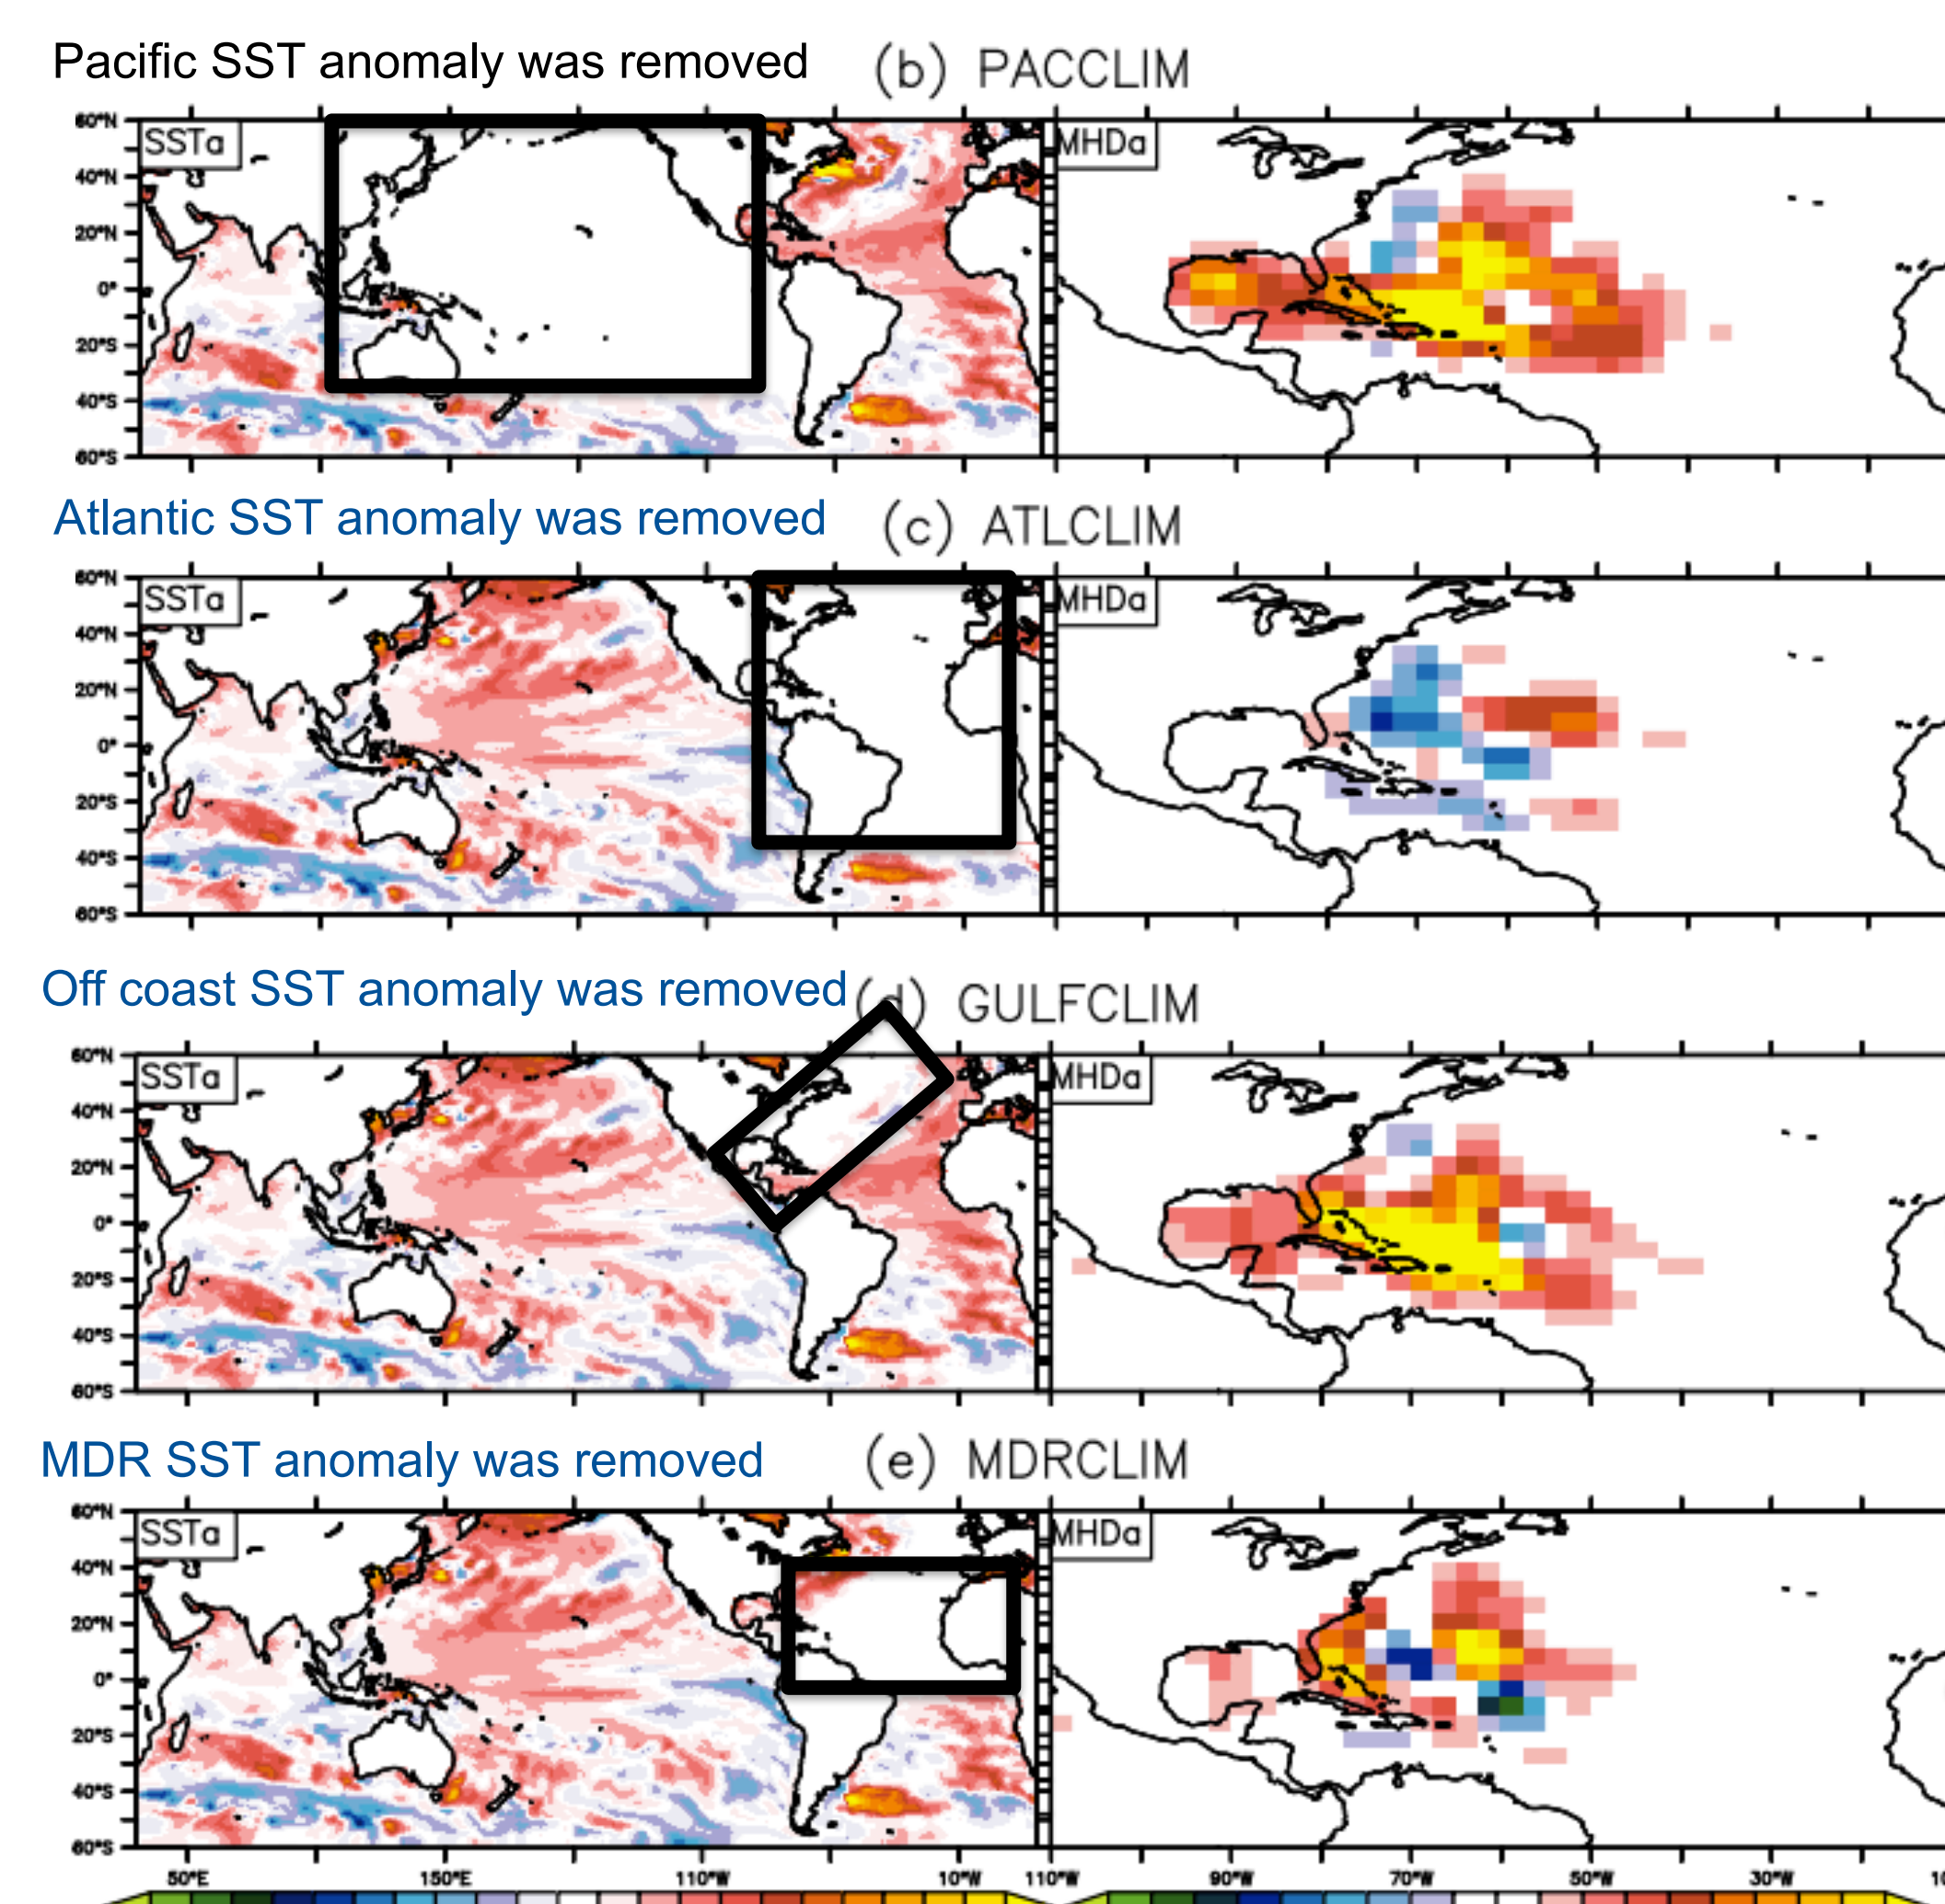 Pacific SST anomaly was removed (b) PACCLIM
60°N
SSTa
MHDa
40°N
20°N
0°
20°S
40°S
60°S
Atlantic SST anomaly was removed (c) ATLCLIM
60°N
SSTa
MHDa
40°N
20°N
0°
20°S
40°S
60°S
Off coast SST anomaly was removed (d) GULFCLIM
60°N
SSTa
MHDa
40°N
20°N
0°
20°S
40°S
60°S
MDR SST anomaly was removed (e) MDRCLIM
60°N
SSTa
MHDa
40°N
20°N
0°
20°S
40°S
60°S
50°E 150°E 110°W 10°W 110°W 90°W 70°W 50°W 30°W